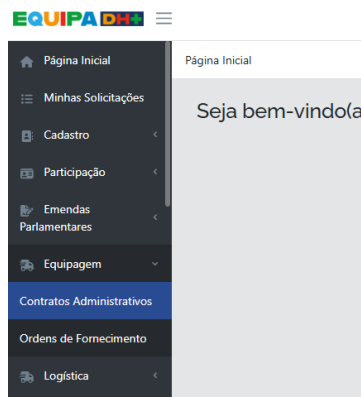 EQUIPA DH+
Página Inicial
Minhas Solicitações
Cadastro
Participação
Emendas
Parlamentares
Equipagem
Contratos Administrativos
Ordens de Fornecimento
Logística
Página Inicial
Seja bem-vindo(a